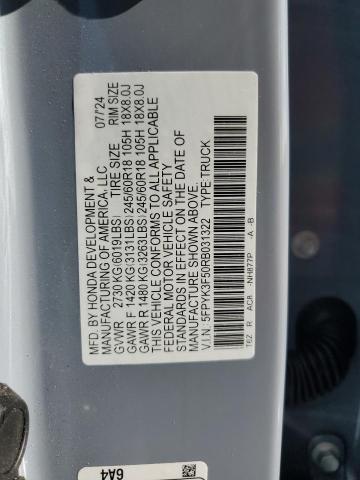 MFD. BY HONDA DEVELOPMENT & 07/'24
MANUFACTURING OF AMERICA, LLC
GVWR 2730 KG(6019LBS) TIRE SIZE RIM SIZE
GAWR F 1420 KG(3131LBS) 245/60R18 105H 18X8.0J
GAWR R 1480 KG(3263LBS) 245/60R18 105H 18X8.0J
THIS VEHICLE CONFORMS TO ALL APPLICABLE
FEDERAL MOTOR VEHICLE SAFETY
STANDARDS IN EFFECT ON THE DATE OF
MANUFACTURE SHOWN ABOVE.
V.I.N: 5FPYK3F50RB031322 TYPE:TRUCK
T6Z R ACR -NH877P -A -B
6A4